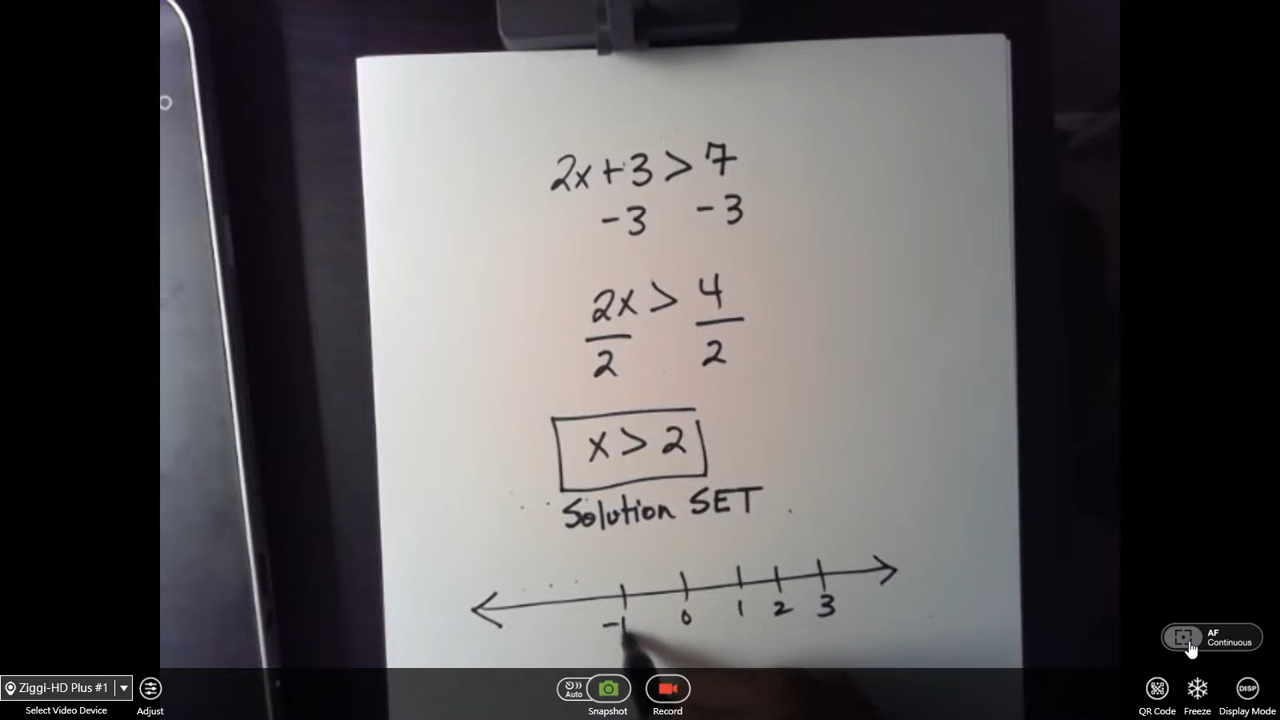 2x+3>7
-3 -3
2x > 4
2 2
x > 2
Solution SET
-1 0 1 2 3
AF
Continuous
Ziggi-HD Plus #1
Select Video Device
Adjust
Auto
Snapshot
Record
QR Code
Freeze
DISP
Display Mode